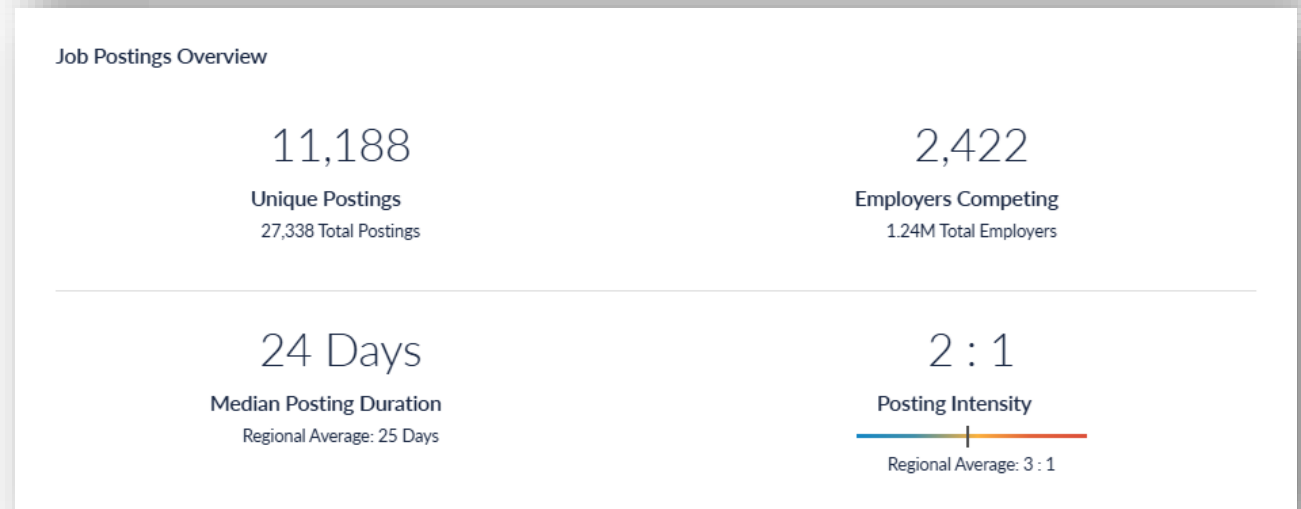 Job Postings Overview
11,188
Unique Postings
27,338 Total Postings
2,422
Employers Competing
1.24M Total Employers
24 Days
Median Posting Duration
Regional Average: 25 Days
2 : 1
Posting Intensity
Regional Average: 3 : 1